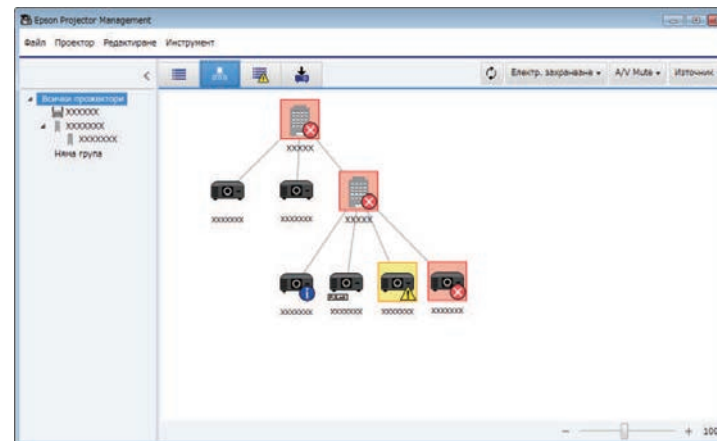 Epson Projector Management
Файл Проектор Редактиране Инструмент
Електр. захранване A/V Mute Източник
Всички прожектори
XXXXXX
XXXXXXX
XXXXXXX
Няма група
XXXXX
XXXXXXX XXXXXXX XXXXX
XXXXXXX XXXXXXX XXXXXXX XXXXXXX
100